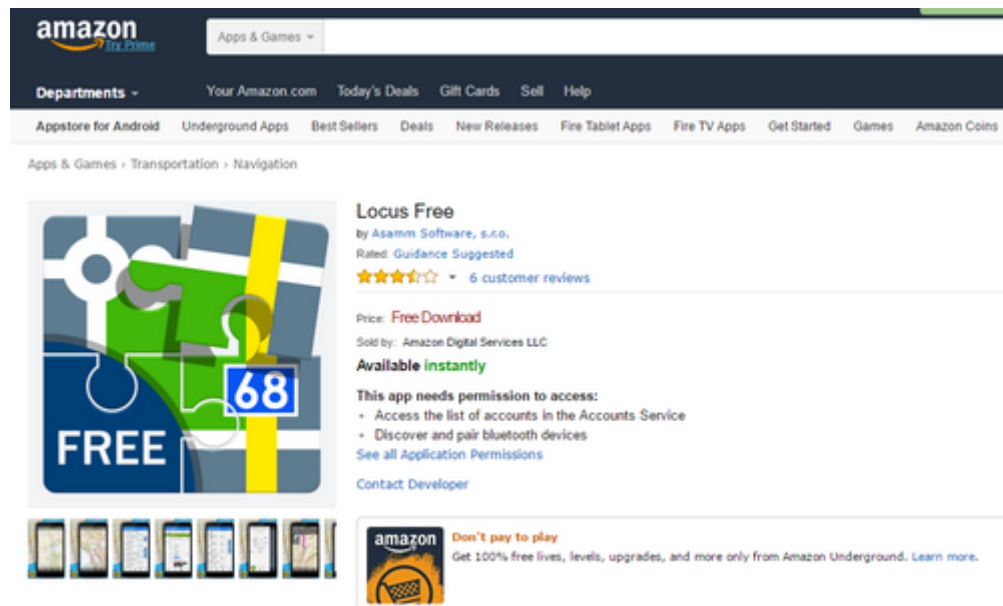 amazon
Try Prime
Apps & Games
Departments
Your Amazon.com Today's Deals Gift Cards Sell Help
Appstore for Android Underground Apps Best Sellers Deals New Releases Fire Tablet Apps Fire TV Apps Get Started Games Amazon Coins
Apps & Games › Transportation › Navigation
Locus Free
by Asamm Software, s.r.o.
Rated: Guidance Suggested
6 customer reviews
Price: Free Download
Sold by: Amazon Digital Services LLC
Available instantly
68
FREE
This app needs permission to access:
• Access the list of accounts in the Accounts Service
• Discover and pair bluetooth devices
See all Application Permissions
Contact Developer
amazon
Don't pay to play
Get 100% free lives, levels, upgrades, and more only from Amazon Underground. Learn more.